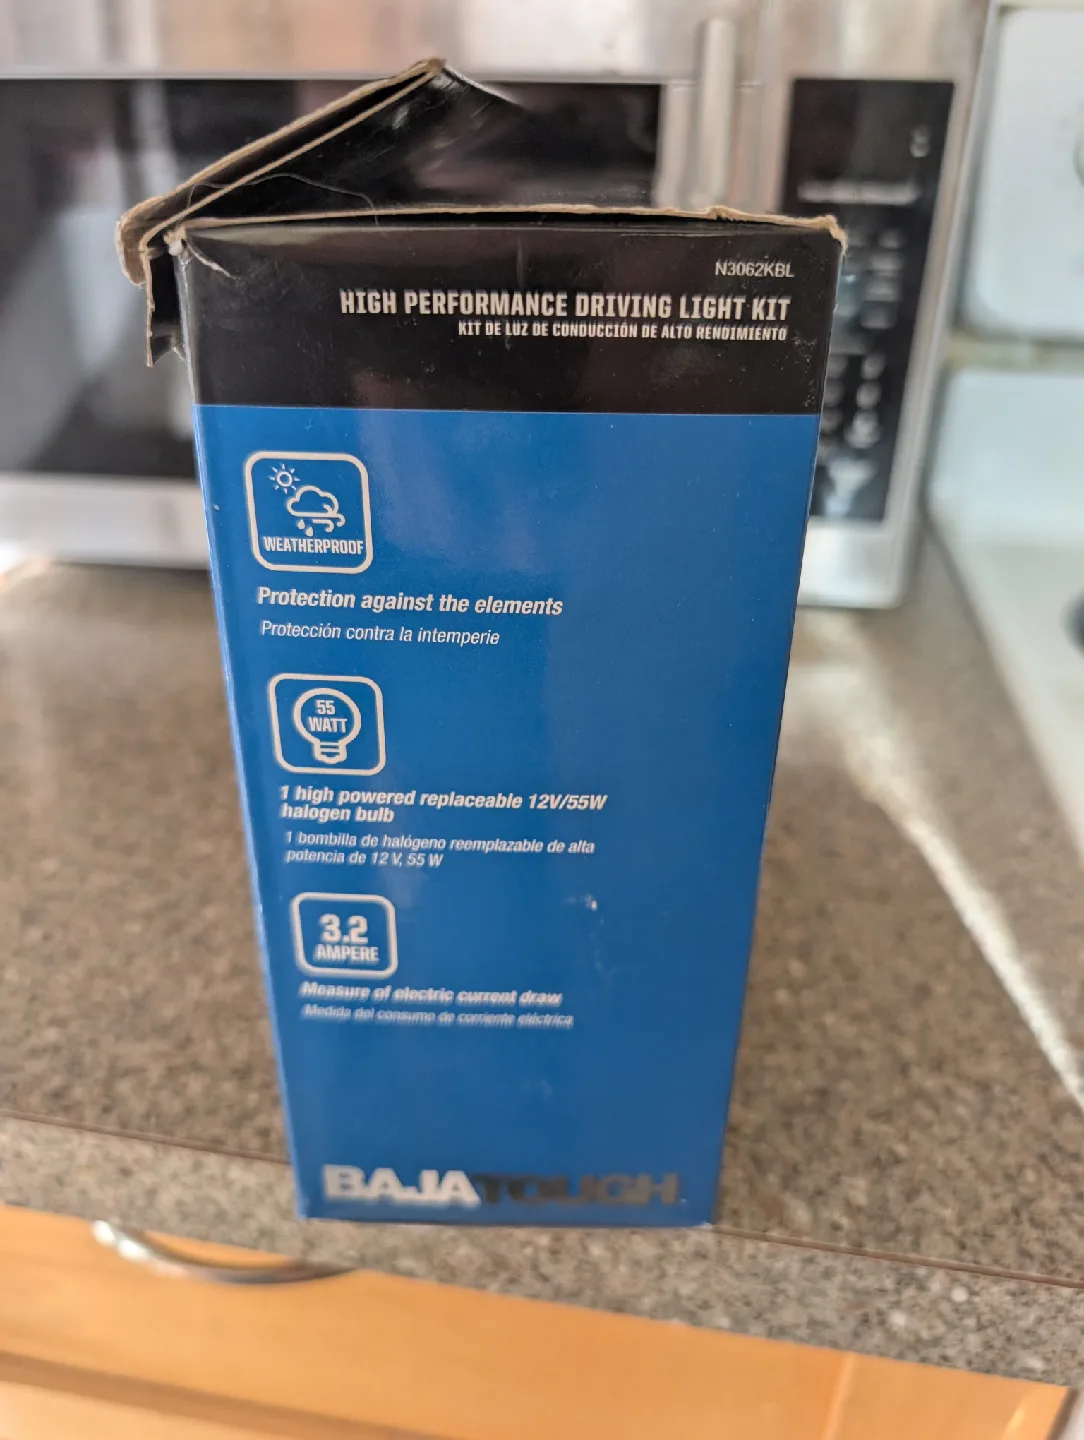 N3062KBL
HIGH PERFORMANCE DRIVING LIGHT KIT
KIT DE LUZ DE CONDUCCIÓN DE ALTO RENDIMIENTO
WEATHERPROOF
Protection against the elements
Protección contra la intemperie
55
WATT
1 high powered replaceable 12V/55W
halogen bulb
1 bombilla de halógeno reemplazable de alta
potencia de 12 V, 55 W
3.2
AMPERE
Measure of electric current draw
Medida del consumo de corriente eléctrica
BAJATOUGH